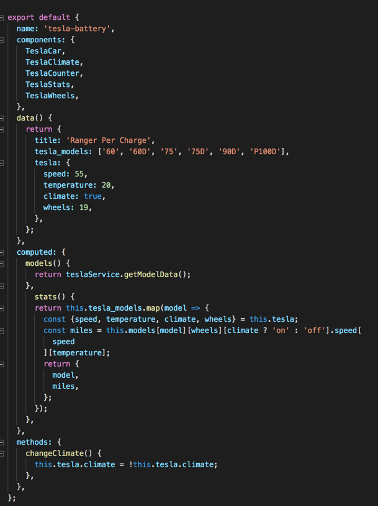 export default {
  name: 'tesla-battery',
  components: {
    TeslaCar,
    TeslaClimate,
    TeslaCounter,
    TeslaStats,
    TeslaWheels,
  },
  data() {
    return {
      title: 'Ranger Per Charge',
      tesla_models: ['60', '60D', '75', '75D', '90D', 'P100D'],
      tesla: {
        speed: 55,
        temperature: 20,
        climate: true,
        wheels: 19,
      },
    };
  },
  computed: {
    models() {
      return teslaService.getModelData();
    },
      stats() {
      return this.tesla_models.map(model => {
        const {speed, temperature, climate, wheels} = this.tesla;
        const miles = this.models[model][wheels][climate ? 'on' : 'off'].speed[
          speed
        ][temperature];
        return {
          model,
          miles,
        };
      });
    },
  },
  methods: {
    changeClimate() {
      this.tesla.climate = !this.tesla.climate;
    },
  },
};